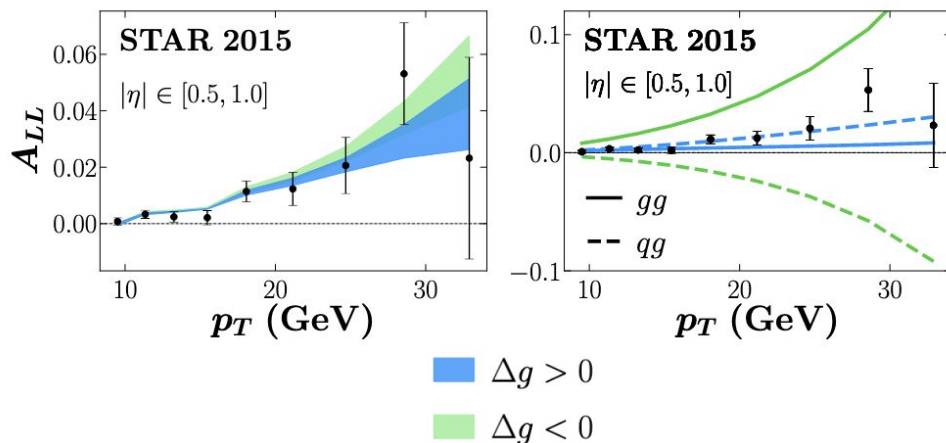 STAR 2015
|η| ∈ [0.5, 1.0]
A_{LL}
0.06
0.04
0.02
0.00
10 20 30
p_T (GeV)
STAR 2015
|η| ∈ [0.5, 1.0]
0.1
0.0
−0.1
gg
qg
10 20 30
p_T (GeV)
Δg > 0
Δg < 0